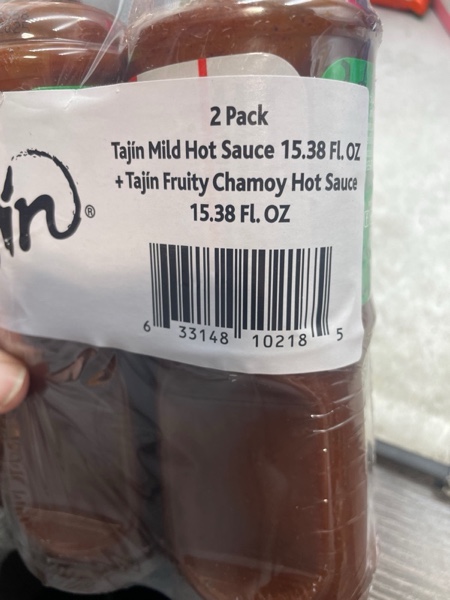 2 Pack
Tajín Mild Hot Sauce 15.38 Fl. OZ
+ Tajín Fruity Chamoy Hot Sauce
15.38 Fl. OZ
ín®
6 33148 10218 5